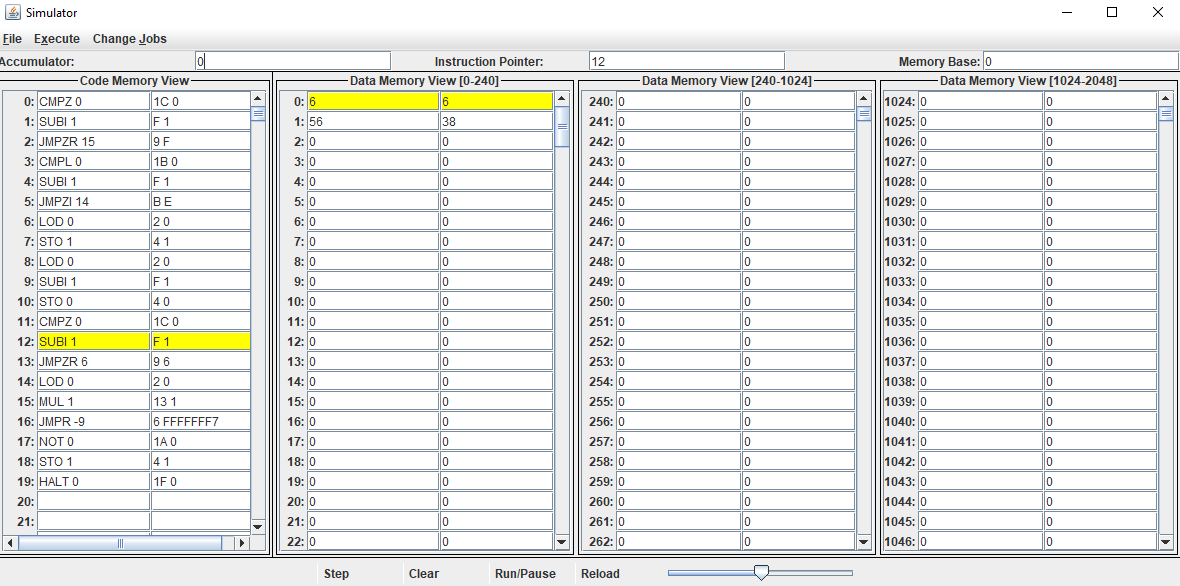 Simulator
File Execute Change Jobs
Accumulator: 0 Instruction Pointer: 12 Memory Base: 0
Code Memory View Data Memory View [0-240] Data Memory View [240-1024] Data Memory View [1024-2048]
0: CMPZ 0 1C 0 0: 6 6 240: 0 0 1024: 0 0
1: SUBI 1 F 1 1: 56 38 241: 0 0 1025: 0 0
2: JMPZR 15 9 F 2: 0 0 242: 0 0 1026: 0 0
3: CMPL 0 1B 0 3: 0 0 243: 0 0 1027: 0 0
4: SUBI 1 F 1 4: 0 0 244: 0 0 1028: 0 0
5: JMPZI 14 B E 5: 0 0 245: 0 0 1029: 0 0
6: LOD 0 2 0 6: 0 0 246: 0 0 1030: 0 0
7: STO 1 4 1 7: 0 0 247: 0 0 1031: 0 0
8: LOD 0 2 0 8: 0 0 248: 0 0 1032: 0 0
9: SUBI 1 F 1 9: 0 0 249: 0 0 1033: 0 0
10: STO 0 4 0 10: 0 0 250: 0 0 1034: 0 0
11: CMPZ 0 1C 0 11: 0 0 251: 0 0 1035: 0 0
12: SUBI 1 F 1 12: 0 0 252: 0 0 1036: 0 0
13: JMPZR 6 9 6 13: 0 0 253: 0 0 1037: 0 0
14: LOD 0 2 0 14: 0 0 254: 0 0 1038: 0 0
15: MUL 1 13 1 15: 0 0 255: 0 0 1039: 0 0
16: JMPR -9 6 FFFFFFF7 16: 0 0 256: 0 0 1040: 0 0
17: NOT 0 1A 0 17: 0 0 257: 0 0 1041: 0 0
18: STO 1 4 1 18: 0 0 258: 0 0 1042: 0 0
19: HALT 0 1F 0 19: 0 0 259: 0 0 1043: 0 0
20: 20: 0 0 260: 0 0 1044: 0 0
21: 21: 0 0 261: 0 0 1045: 0 0
22: 0 0 262: 0 0 1046: 0 0
Step Clear Run/Pause Reload